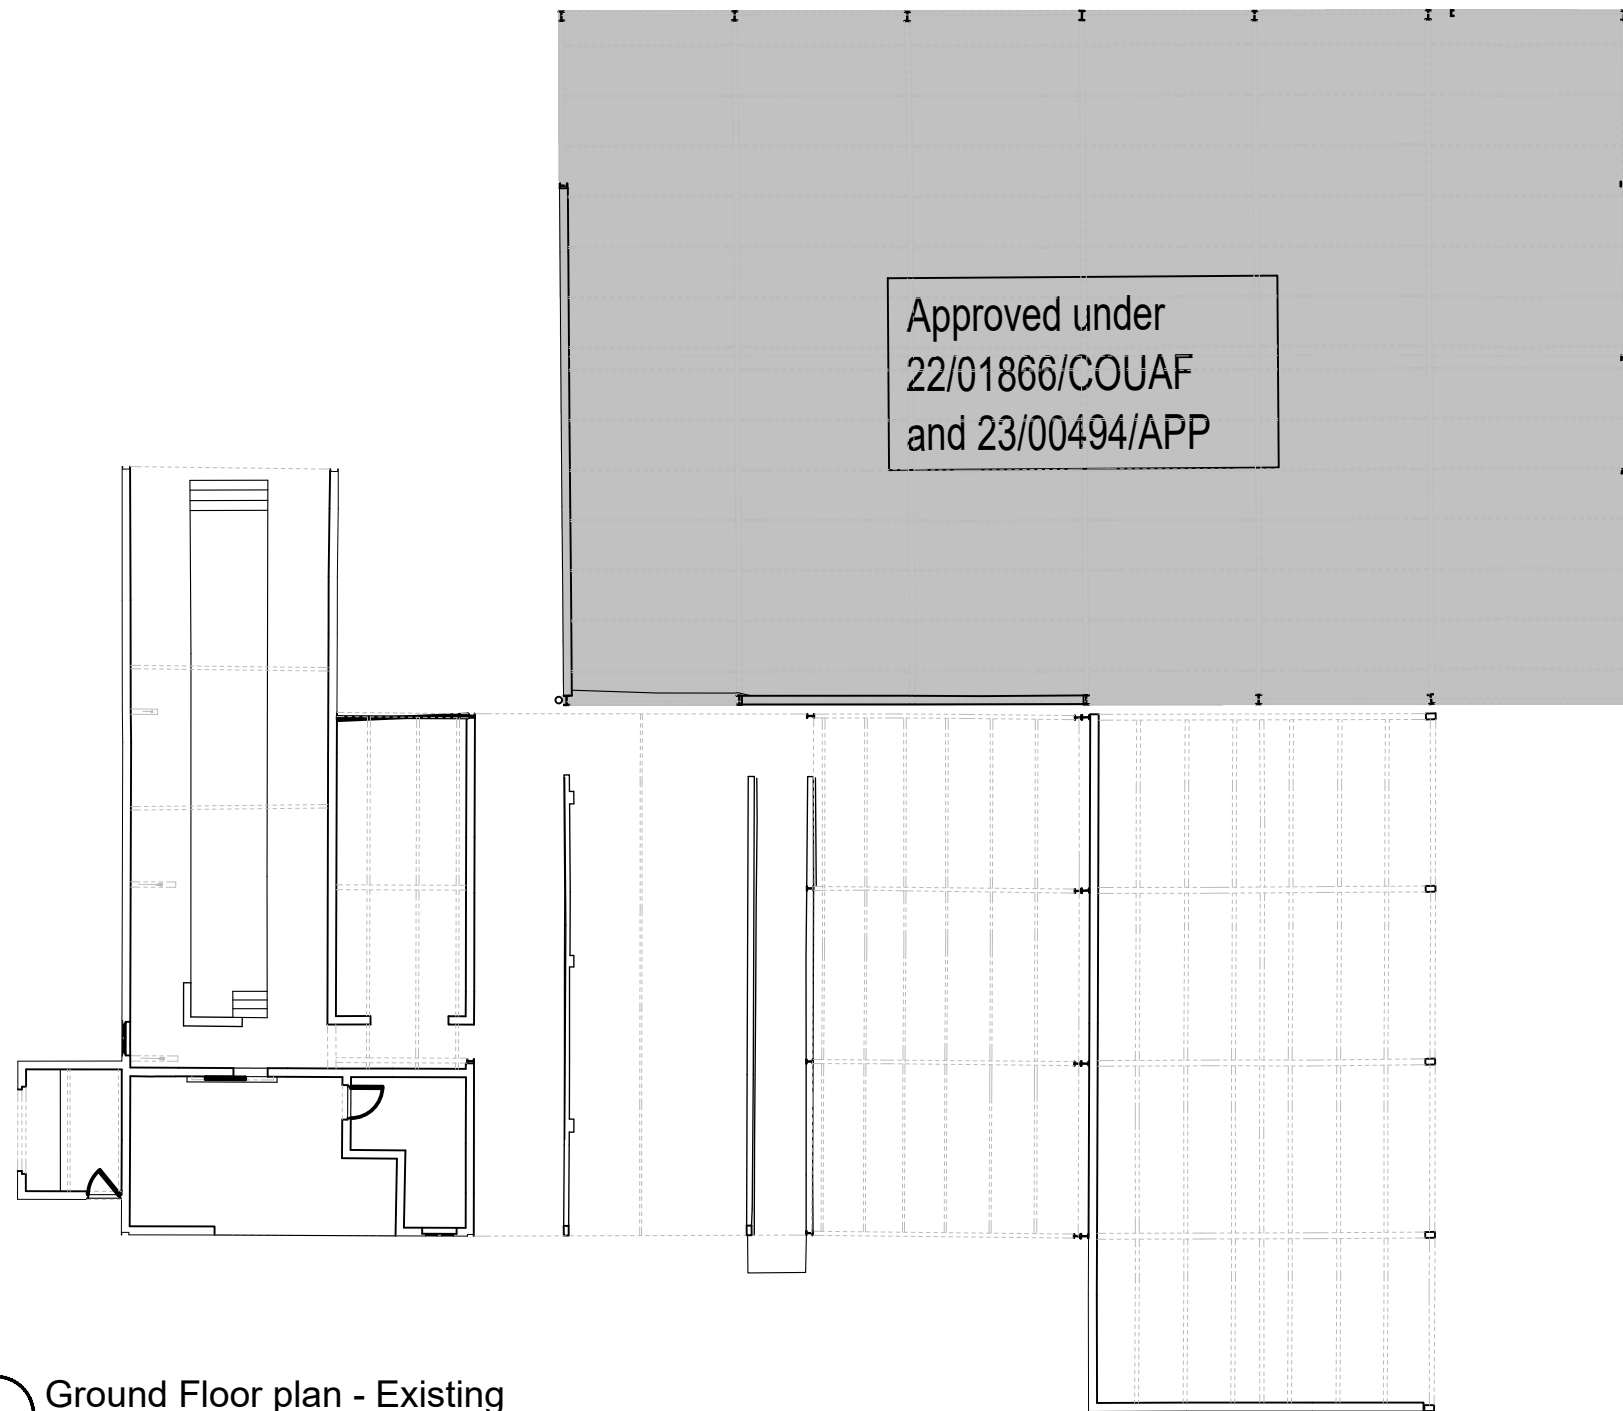 Approved under
22/01866/COUAF
and 23/00494/APP
Ground Floor plan - Existing